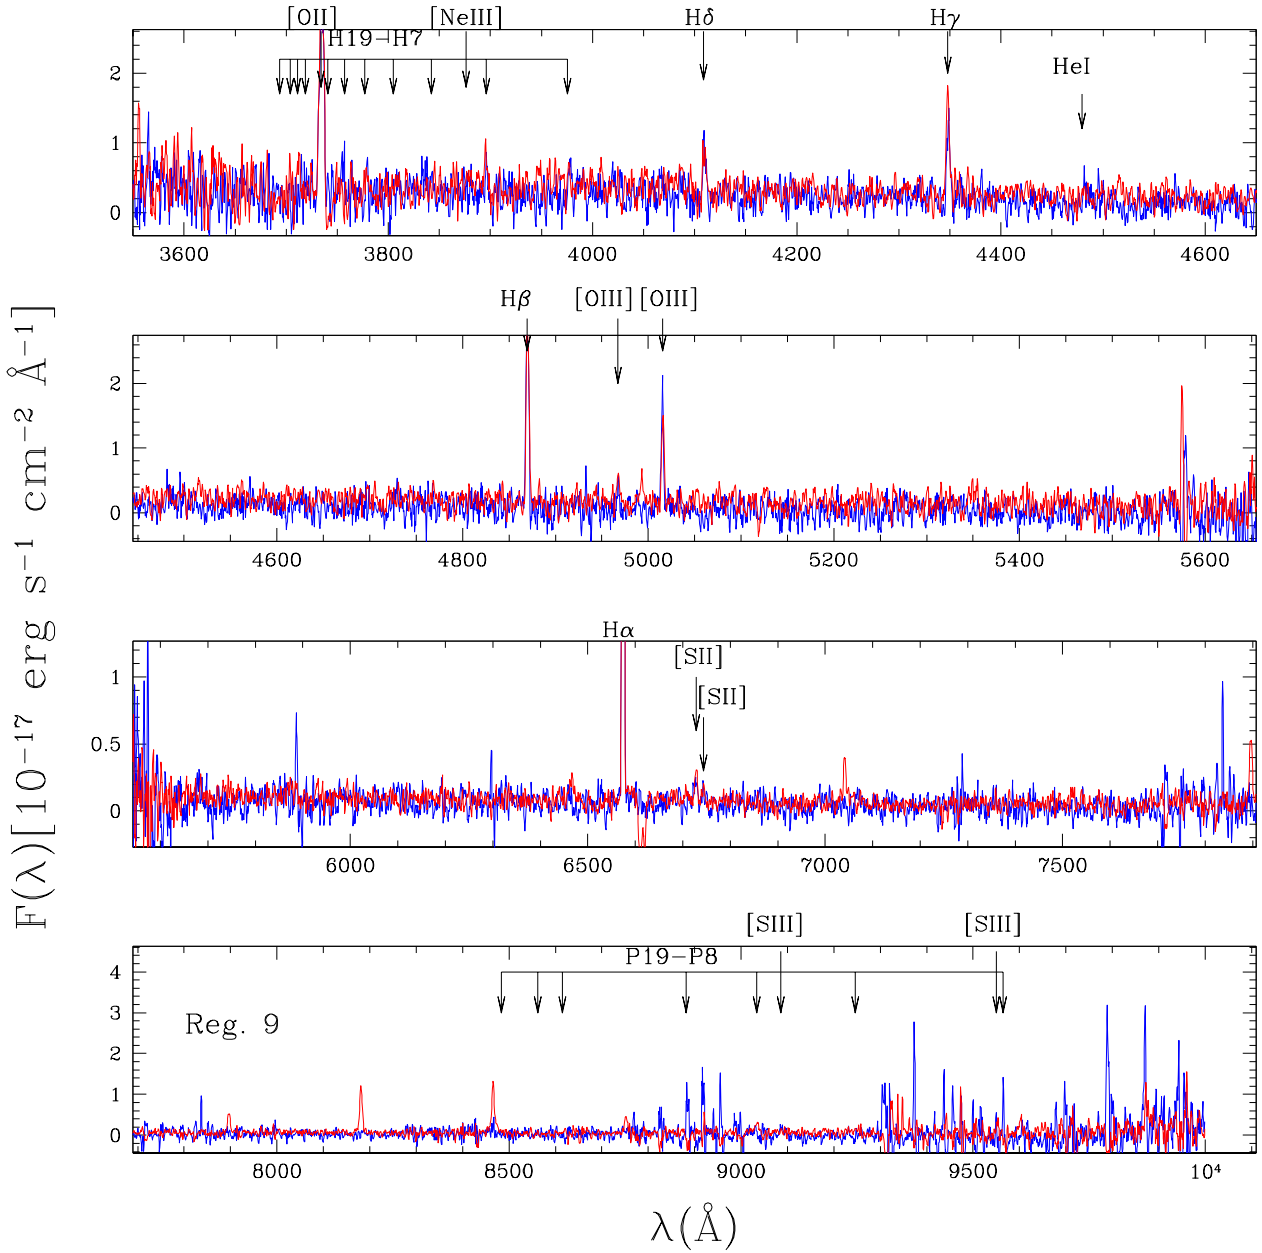 [OII] [NeIII] Hδ Hγ
H19-H7
HeI
2
1
0
3600 3800 4000 4200 4400 4600
Hβ [OIII] [OIII]
2
1
0
4600 4800 5000 5200 5400 5600
Hα
[SII]
[SII]
1
0.5
0
6000 6500 7000 7500
[SIII] [SIII]
P19-P8
4
3
2
1
0
Reg. 9
8000 8500 9000 9500 10⁴
λ(Å)
F(λ)[10⁻¹⁷ erg s⁻¹ cm⁻² Å⁻¹]